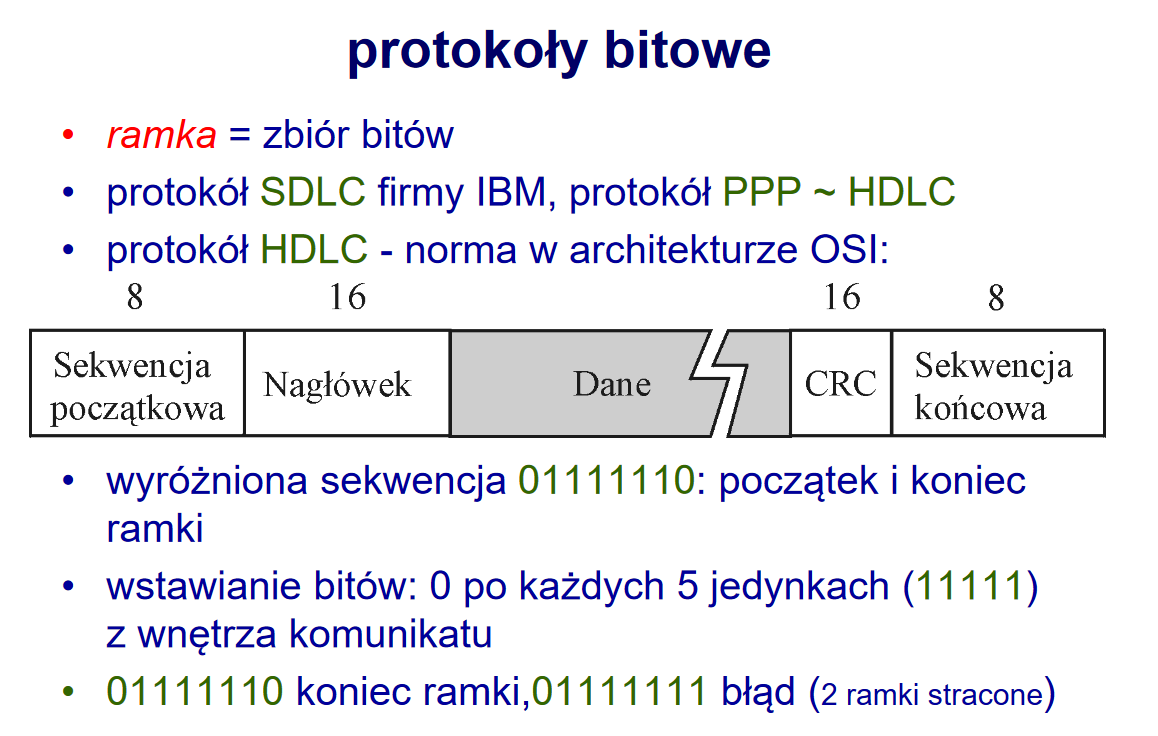 protokoły bitowe
• ramka = zbiór bitów
• protokół SDLC firmy IBM, protokół PPP ~ HDLC
• protokół HDLC - norma w architekturze OSI:
8 16 16 8
Sekwencja początkowa Nagłówek Dane CRC Sekwencja końcowa
• wyróżniona sekwencja 01111110: początek i koniec
ramki
• wstawianie bitów: 0 po każdych 5 jedynkach (11111)
z wnętrza komunikatu
• 01111110 koniec ramki,01111111 błąd (2 ramki stracone)